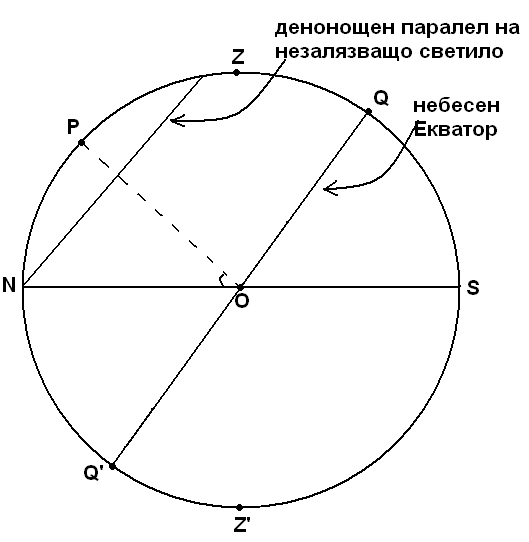 денонощен паралел на
незалязващо светило
Z
Q
небесен
Екватор
P
N
O
S
Q'
Z'